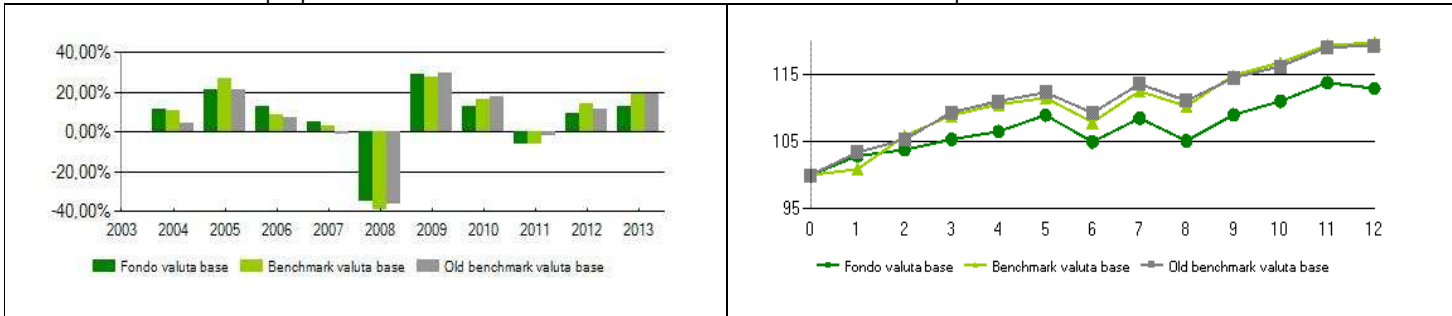 40,00%
20,00%
0,00%
-20,00%
-40,00%
2003 2004 2005 2006 2007 2008 2009 2010 2011 2012 2013
Fondo valuta base Benchmark valuta base Old benchmark valuta base
115
105
95
0 1 2 3 4 5 6 7 8 9 10 11 12
Fondo valuta base Benchmark valuta base Old benchmark valuta base